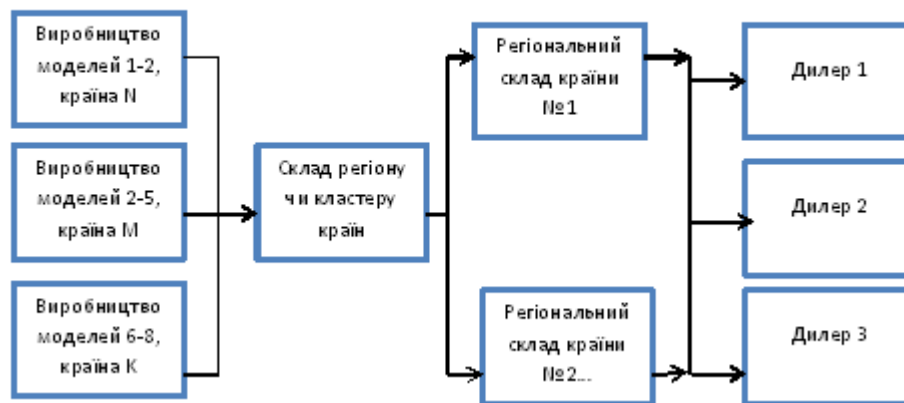 Виробництво
моделей 1-2,
країна N
Виробництво
моделей 2-5,
країна M
Виробництво
моделей 6-8,
країна K
Склад регіону
чи кластеру
країн
Регіональний
склад країни
№1
Регіональний
склад країни
№2...
Дилер 1
Дилер 2
Дилер 3